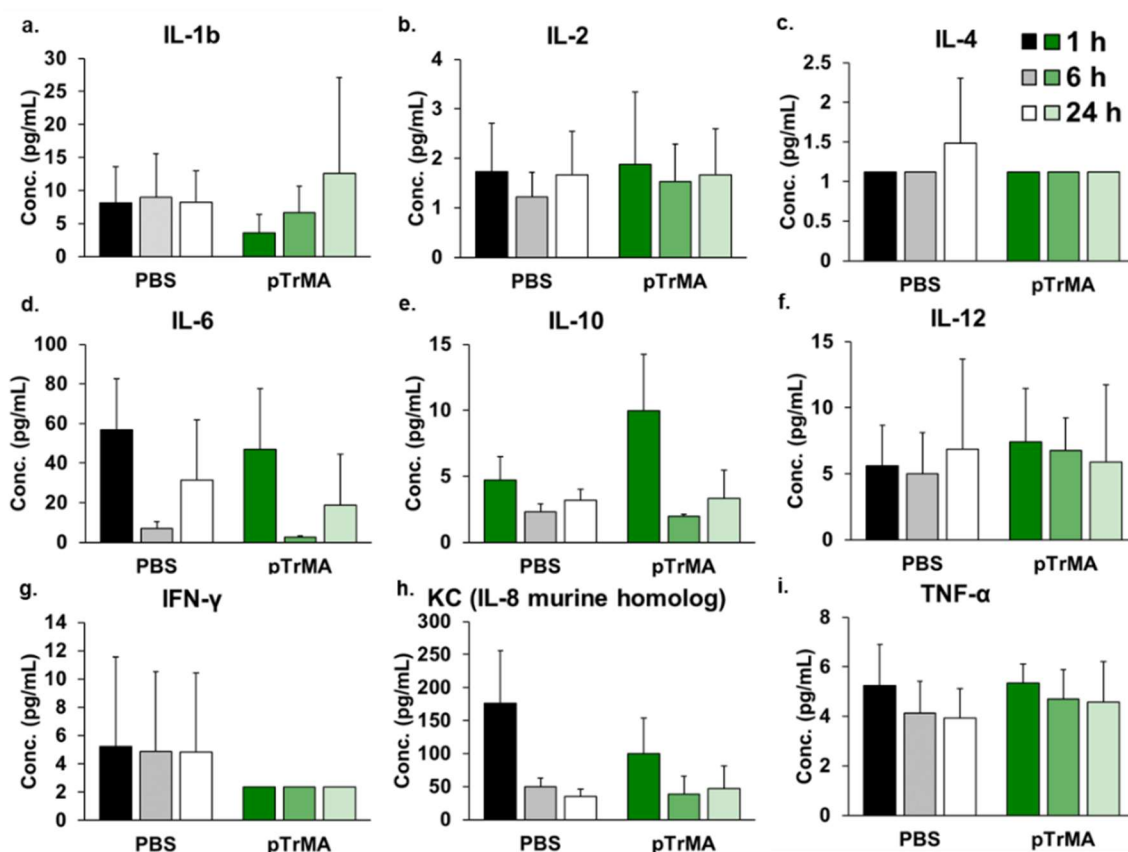 a.
IL-1b
Conc. (pg/mL)
30
25
20
15
10
5
0
PBS
pTrMA
b.
IL-2
Conc. (pg/mL)
4
3
2
1
0
PBS
pTrMA
c.
IL-4
Conc. (pg/mL)
2.5
2
1.5
1
0.5
0
PBS
pTrMA
1 h
6 h
24 h
d.
IL-6
Conc. (pg/mL)
100
80
60
40
20
0
PBS
pTrMA
e.
IL-10
Conc. (pg/mL)
15
10
5
0
PBS
pTrMA
f.
IL-12
Conc. (pg/mL)
15
10
5
0
PBS
pTrMA
g.
IFN-γ
Conc. (pg/mL)
14
12
10
8
6
4
2
0
PBS
pTrMA
h.
KC (IL-8 murine homolog)
Conc. (pg/mL)
300
250
200
150
100
50
0
PBS
pTrMA
i.
TNF-α
Conc. (pg/mL)
8
6
4
2
0
PBS
pTrMA